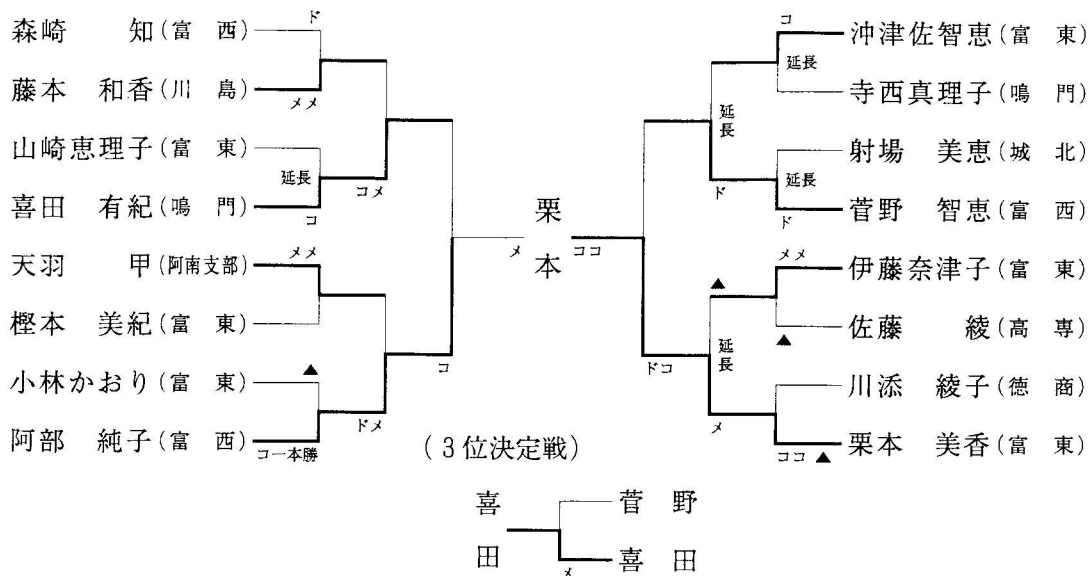 森崎 知(富 西)
ド
藤本 和香(川 島)
メメ
山崎恵理子(富 東)
延長
コメ
喜田 有紀(鳴 門)
コ
天羽 甲(阿南支部)
メメ
樫本 美紀(富 東)
小林かおり(富 東)
▲
コ
阿部 純子(富 西)
コ一本勝
ドメ
メ
栗本
ココ
コ
沖津佐智恵(富 東)
延長
寺西真理子(鳴 門)
延長
射場 美恵(城 北)
延長
ド
菅野 智恵(富 西)
ド
メメ
伊藤奈津子(富 東)
▲
佐藤 綾(高 専)
▲
延長
ドコ
川添 綾子(徳 商)
メ
栗本 美香(富 東)
ココ ▲
(3位決定戦)
喜田
菅野
喜田
メ